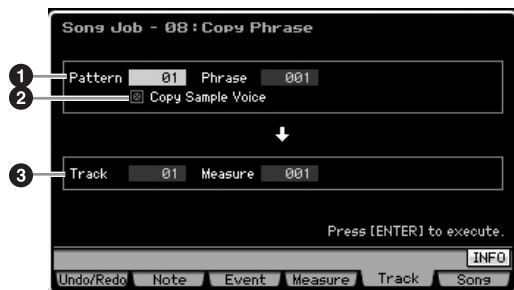 Song Job - 08:Copy Phrase
1 Pattern 01 Phrase 001
2 Copy Sample Voice
3 Track 01 Measure 001
Press [ENTER] to execute.
INFO
Undo/Redo Note Event Measure Track Song